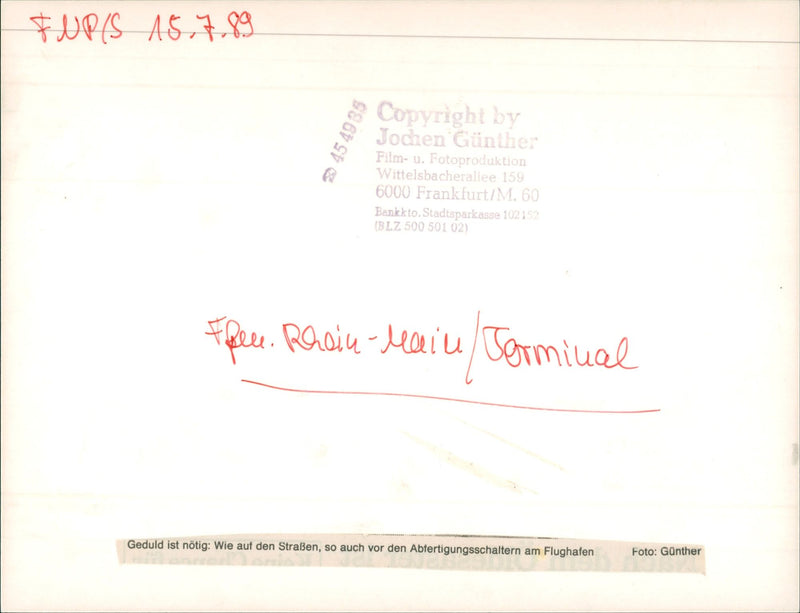 FNP/S 15.7.89
☎ 454985
Copyright by
Jochen Günther
Film- u. Fotoproduktion
Wittelsbacherallee 159
6000 Frankfurt/M. 60
Bankkto. Stadtsparkasse 102152
(BLZ 500 501 02)
Rhein-Main/Terminal
Geduld ist nötig: Wie auf den Straßen, so auch vor den Abfertigungsschaltern am Flughafen Foto: Günther